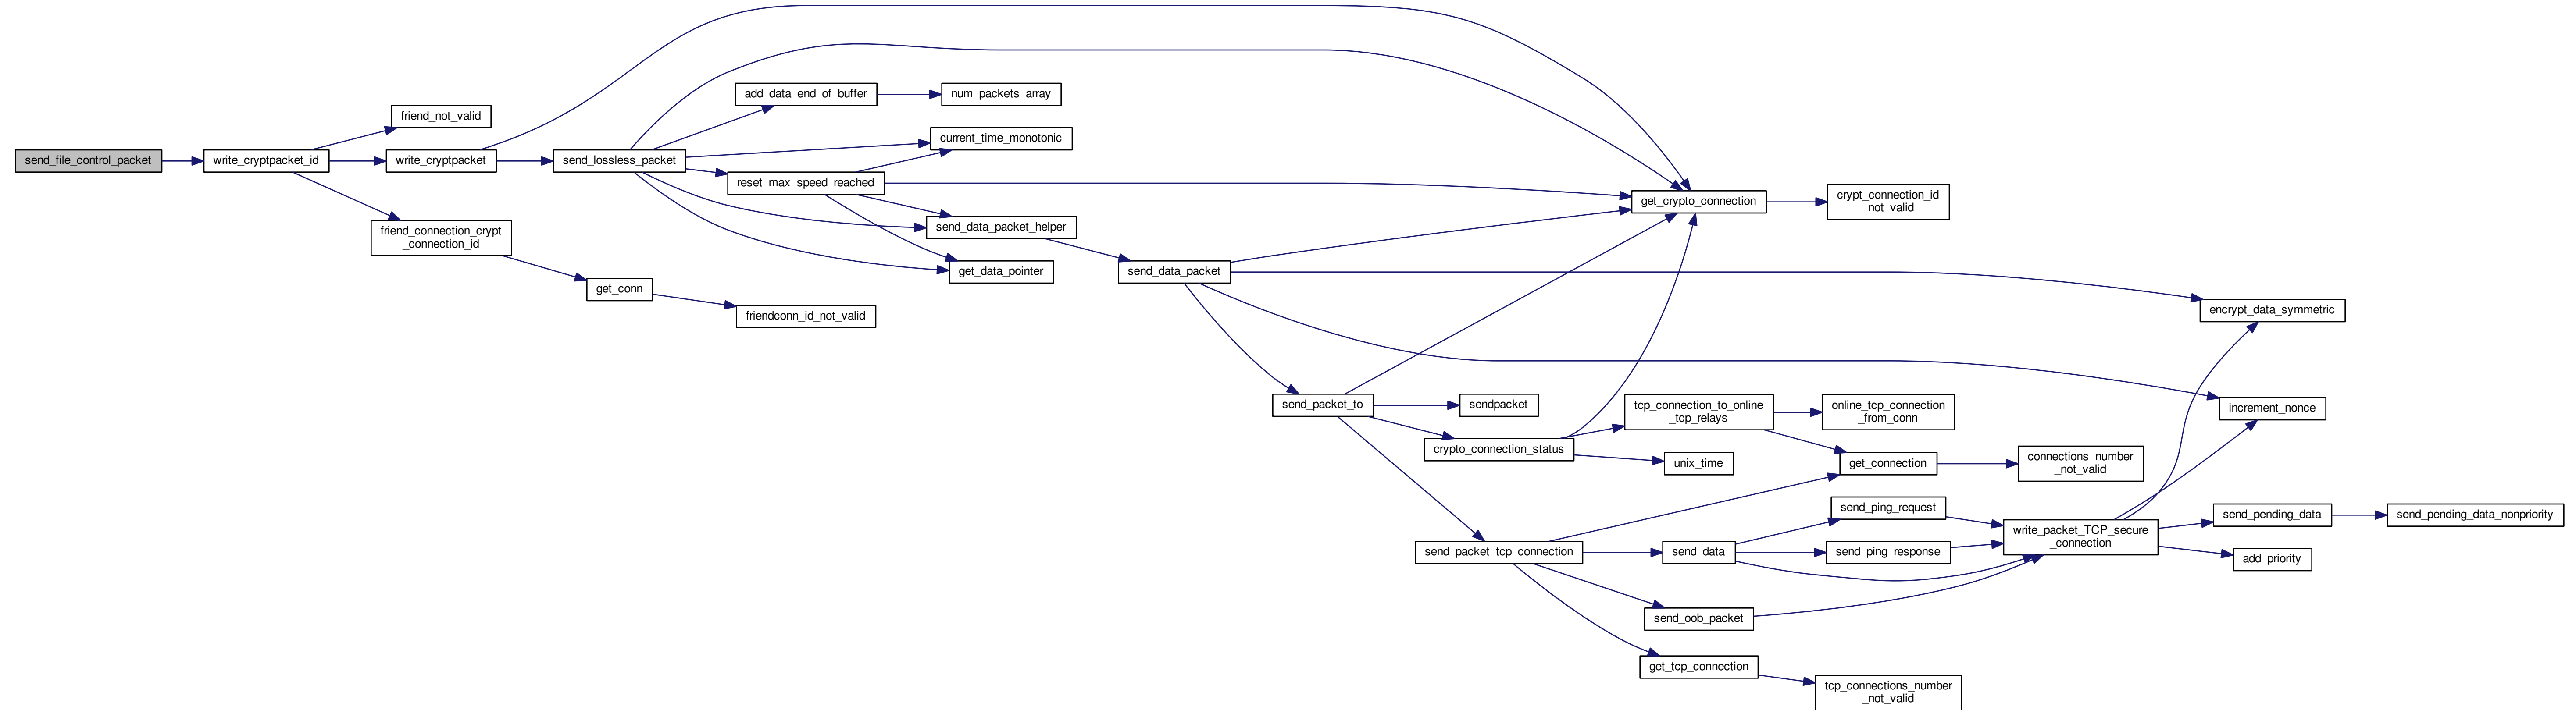 send_file_control_packet
write_cryptpacket_id
friend_not_valid
write_cryptpacket
friend_connection_crypt
_connection_id
get_conn
friendconn_id_not_valid
send_lossless_packet
add_data_end_of_buffer
num_packets_array
current_time_monotonic
reset_max_speed_reached
send_data_packet_helper
get_data_pointer
send_data_packet
get_crypto_connection
crypt_connection_id
_not_valid
encrypt_data_symmetric
increment_nonce
send_packet_to
sendpacket
crypto_connection_status
tcp_connection_to_online
_tcp_relays
online_tcp_connection
_from_conn
unix_time
get_connection
connections_number
_not_valid
send_packet_tcp_connection
send_data
send_ping_request
send_ping_response
write_packet_TCP_secure
_connection
send_pending_data
send_pending_data_nonpriority
add_priority
send_oob_packet
get_tcp_connection
tcp_connections_number
_not_valid